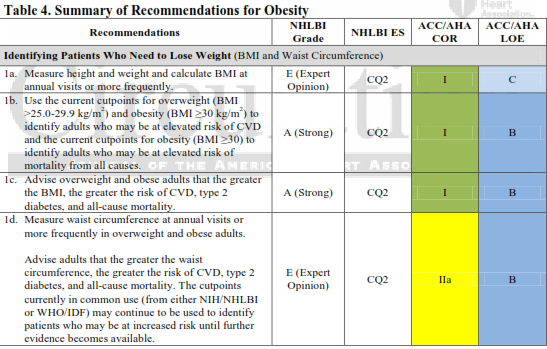 Table 4. Summary of Recommendations for Obesity
Recommendations
NHLBI
Grade
NHLBI ES
ACC/AHA
COR
ACC/AHA
LOE
Identifying Patients Who Need to Lose Weight (BMI and Waist Circumference)
1a. Measure height and weight and calculate BMI at
annual visits or more frequently.
E (Expert
Opinion)
CQ2
I
C
1b. Use the current cutpoints for overweight (BMI
>25.0-29.9 kg/m²) and obesity (BMI ≥30 kg/m²) to
identify adults who may be at elevated risk of CVD
and the current cutpoints for obesity (BMI ≥30) to
identify adults who may be at elevated risk of
mortality from all causes.
A (Strong)
CQ2
I
B
1c. Advise overweight and obese adults that the greater
the BMI, the greater the risk of CVD, type 2
diabetes, and all-cause mortality.
A (Strong)
CQ2
I
B
1d. Measure waist circumference at annual visits or
more frequently in overweight and obese adults.
Advise adults that the greater the waist
circumference, the greater the risk of CVD, type 2
diabetes, and all-cause mortality. The cutpoints
currently in common use (from either NIH/NHLBI
or WHO/IDF) may continue to be used to identify
patients who may be at increased risk until further
evidence becomes available.
E (Expert
Opinion)
CQ2
IIa
B
Heart
Association